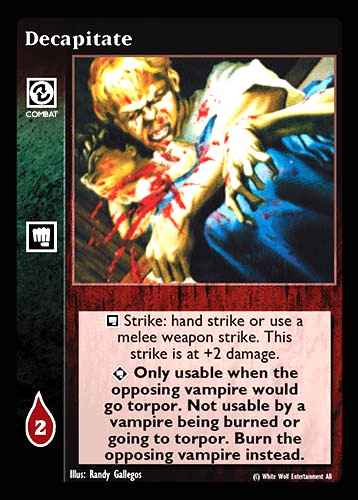 Decapitate
COMBAT
Strike: hand strike or use a
melee weapon strike. This
strike is at +2 damage.
Only usable when the
opposing vampire would
go torpor. Not usable by a
vampire being burned or
going to torpor. Burn the
opposing vampire instead.
2
Illus: Randy Gallegos
(C) White Wolf Entertainment AB